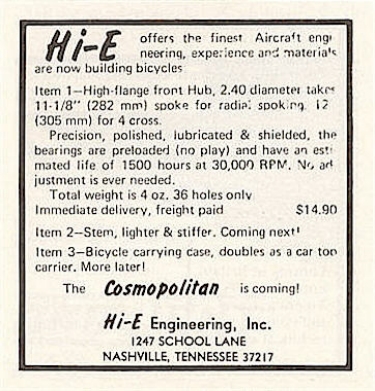 Hi-E offers the finest Aircraft engi
neering, experience and materials
are now building bicycles
Item 1—High-flange front Hub, 2.40 diameter takes
11-1/8" (282 mm) spoke for radial spoking. 12
(305 mm) for 4 cross.
Precision, polished, lubricated & shielded, the
bearings are preloaded (no play) and have an esti
mated life of 1500 hours at 30,000 RPM. No ad
justment is ever needed.
Total weight is 4 oz. 36 holes only
Immediate delivery, freight paid $14.90
Item 2—Stem, lighter & stiffer. Coming next!
Item 3—Bicycle carrying case, doubles as a car top
carrier. More later!
The Cosmopolitan is coming!
Hi-E Engineering, Inc.
1247 SCHOOL LANE
NASHVILLE, TENNESSEE 37217